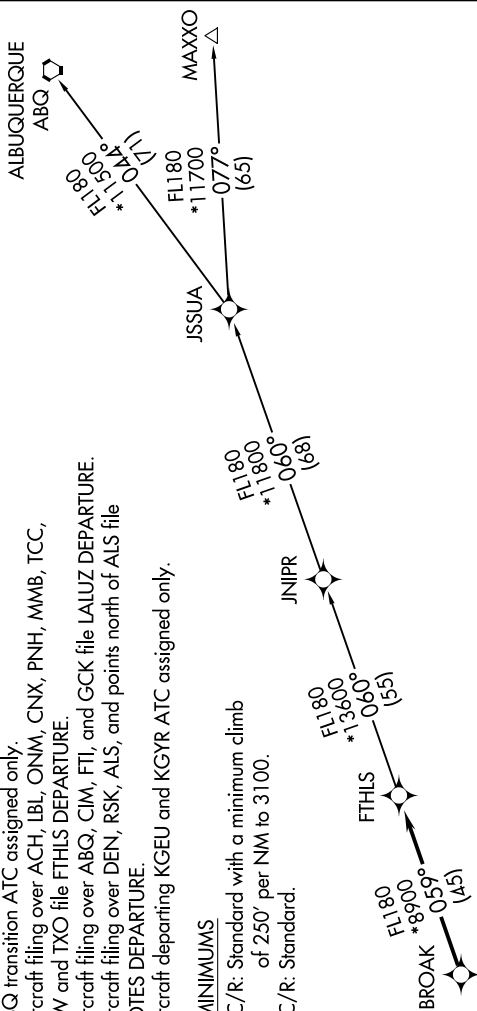 ALBUQUERQUE
ABQ
MAXXO
FL180
*11500
044°
(71)
FL180
*11700
077°
(65)
JSSUA
FL180
*11800
060°
(68)
JNIPR
FL180
*13600
060°
(55)
FTHLS
FL180
*8900
059°
(45)
BROAK
Q transition ATC assigned only.
rcraft filing over ACH, LBL, ONM, CNX, PNH, MMB, TCC,
W and TXO file FTHLS DEPARTURE.
rcraft filing over ABQ, CIM, FTI, and GCK file LALUZ DEPARTURE.
rcraft filing over DEN, RSK, ALS, and points north of ALS file
OTES DEPARTURE.
rcraft departing KGEU and KGYR ATC assigned only.
MINIMUMS
C/R: Standard with a minimum climb
of 250' per NM to 3100.
C/R: Standard.